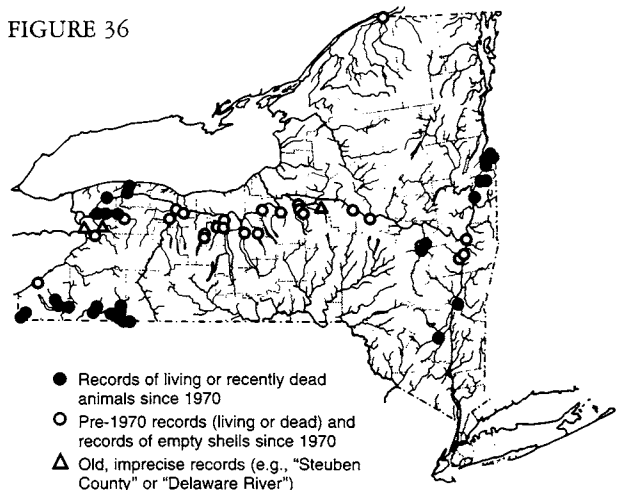 FIGURE 36
Records of living or recently dead
animals since 1970
Pre-1970 records (living or dead) and
records of empty shells since 1970
Old, imprecise records (e.g., "Steuben
County" or "Delaware River")